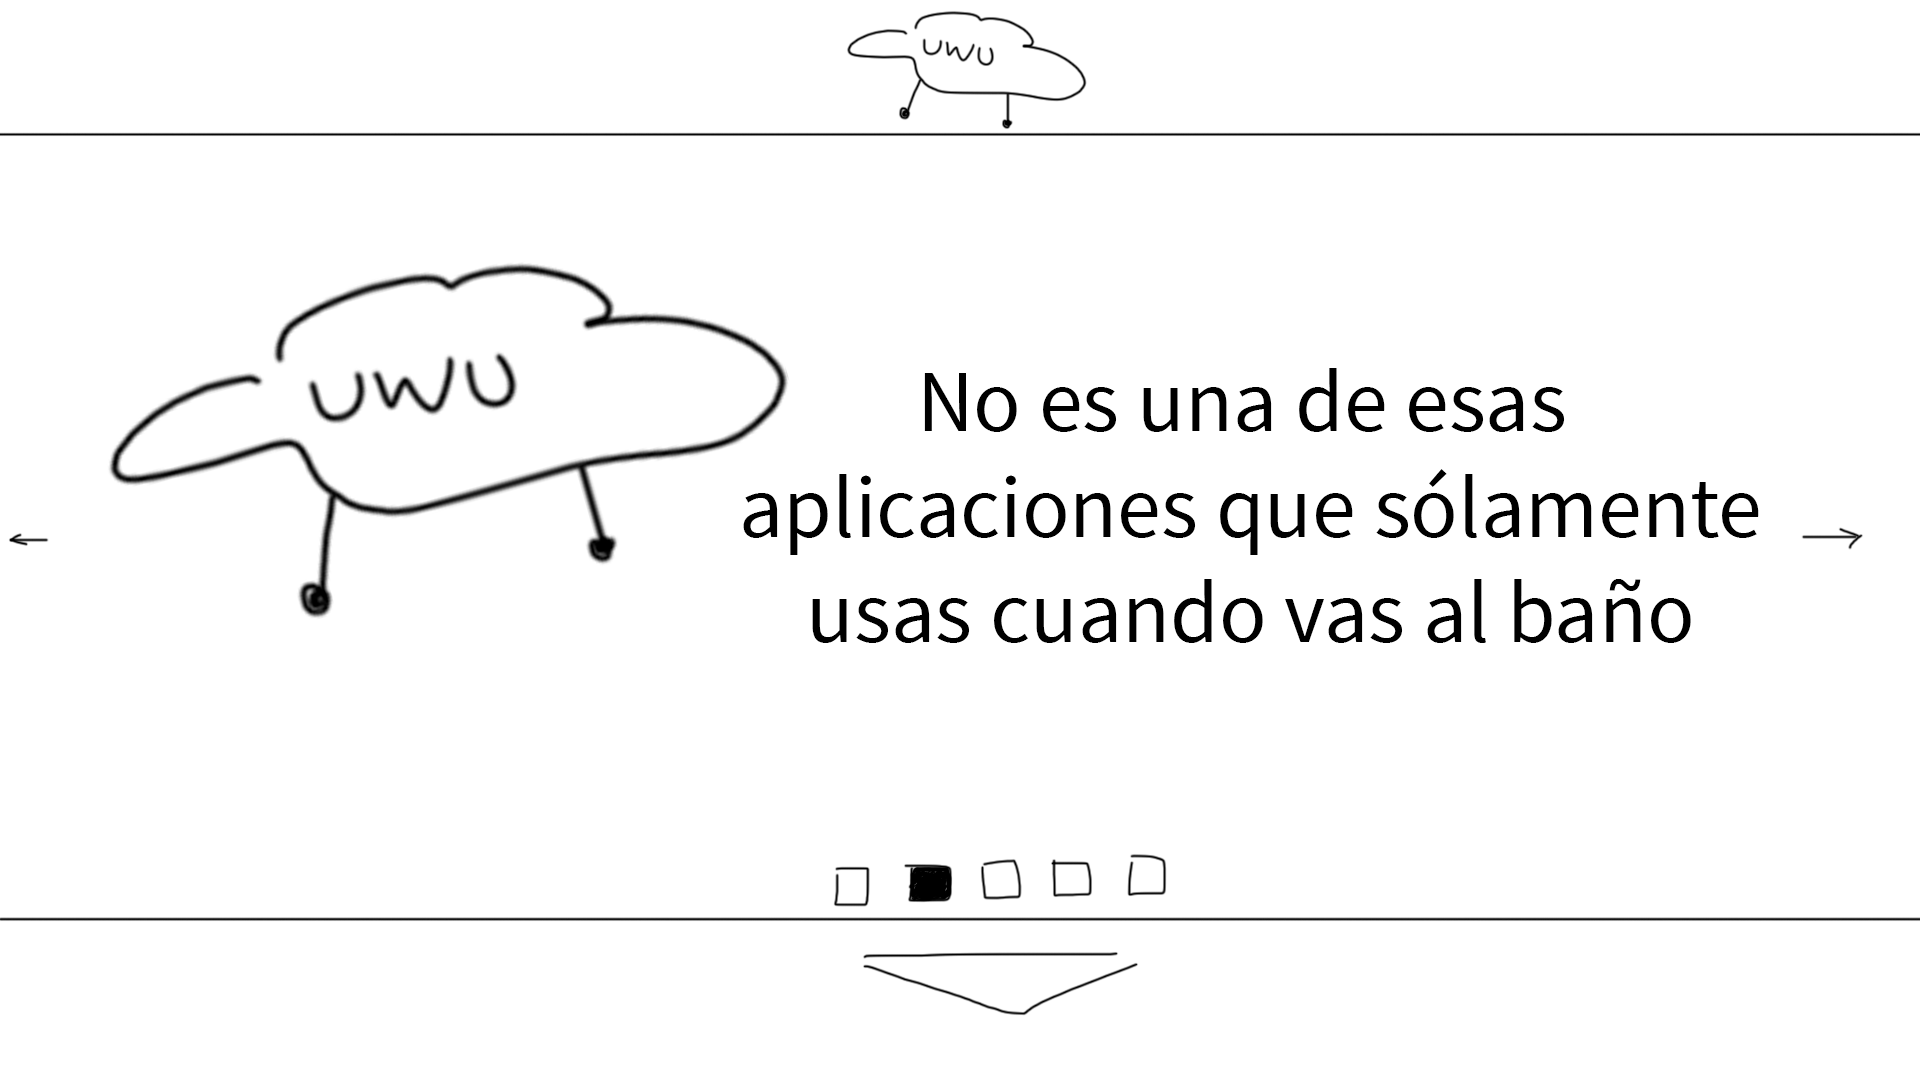 UWU
UWU
No es una de esas
aplicaciones que sólamente
usas cuando vas al baño